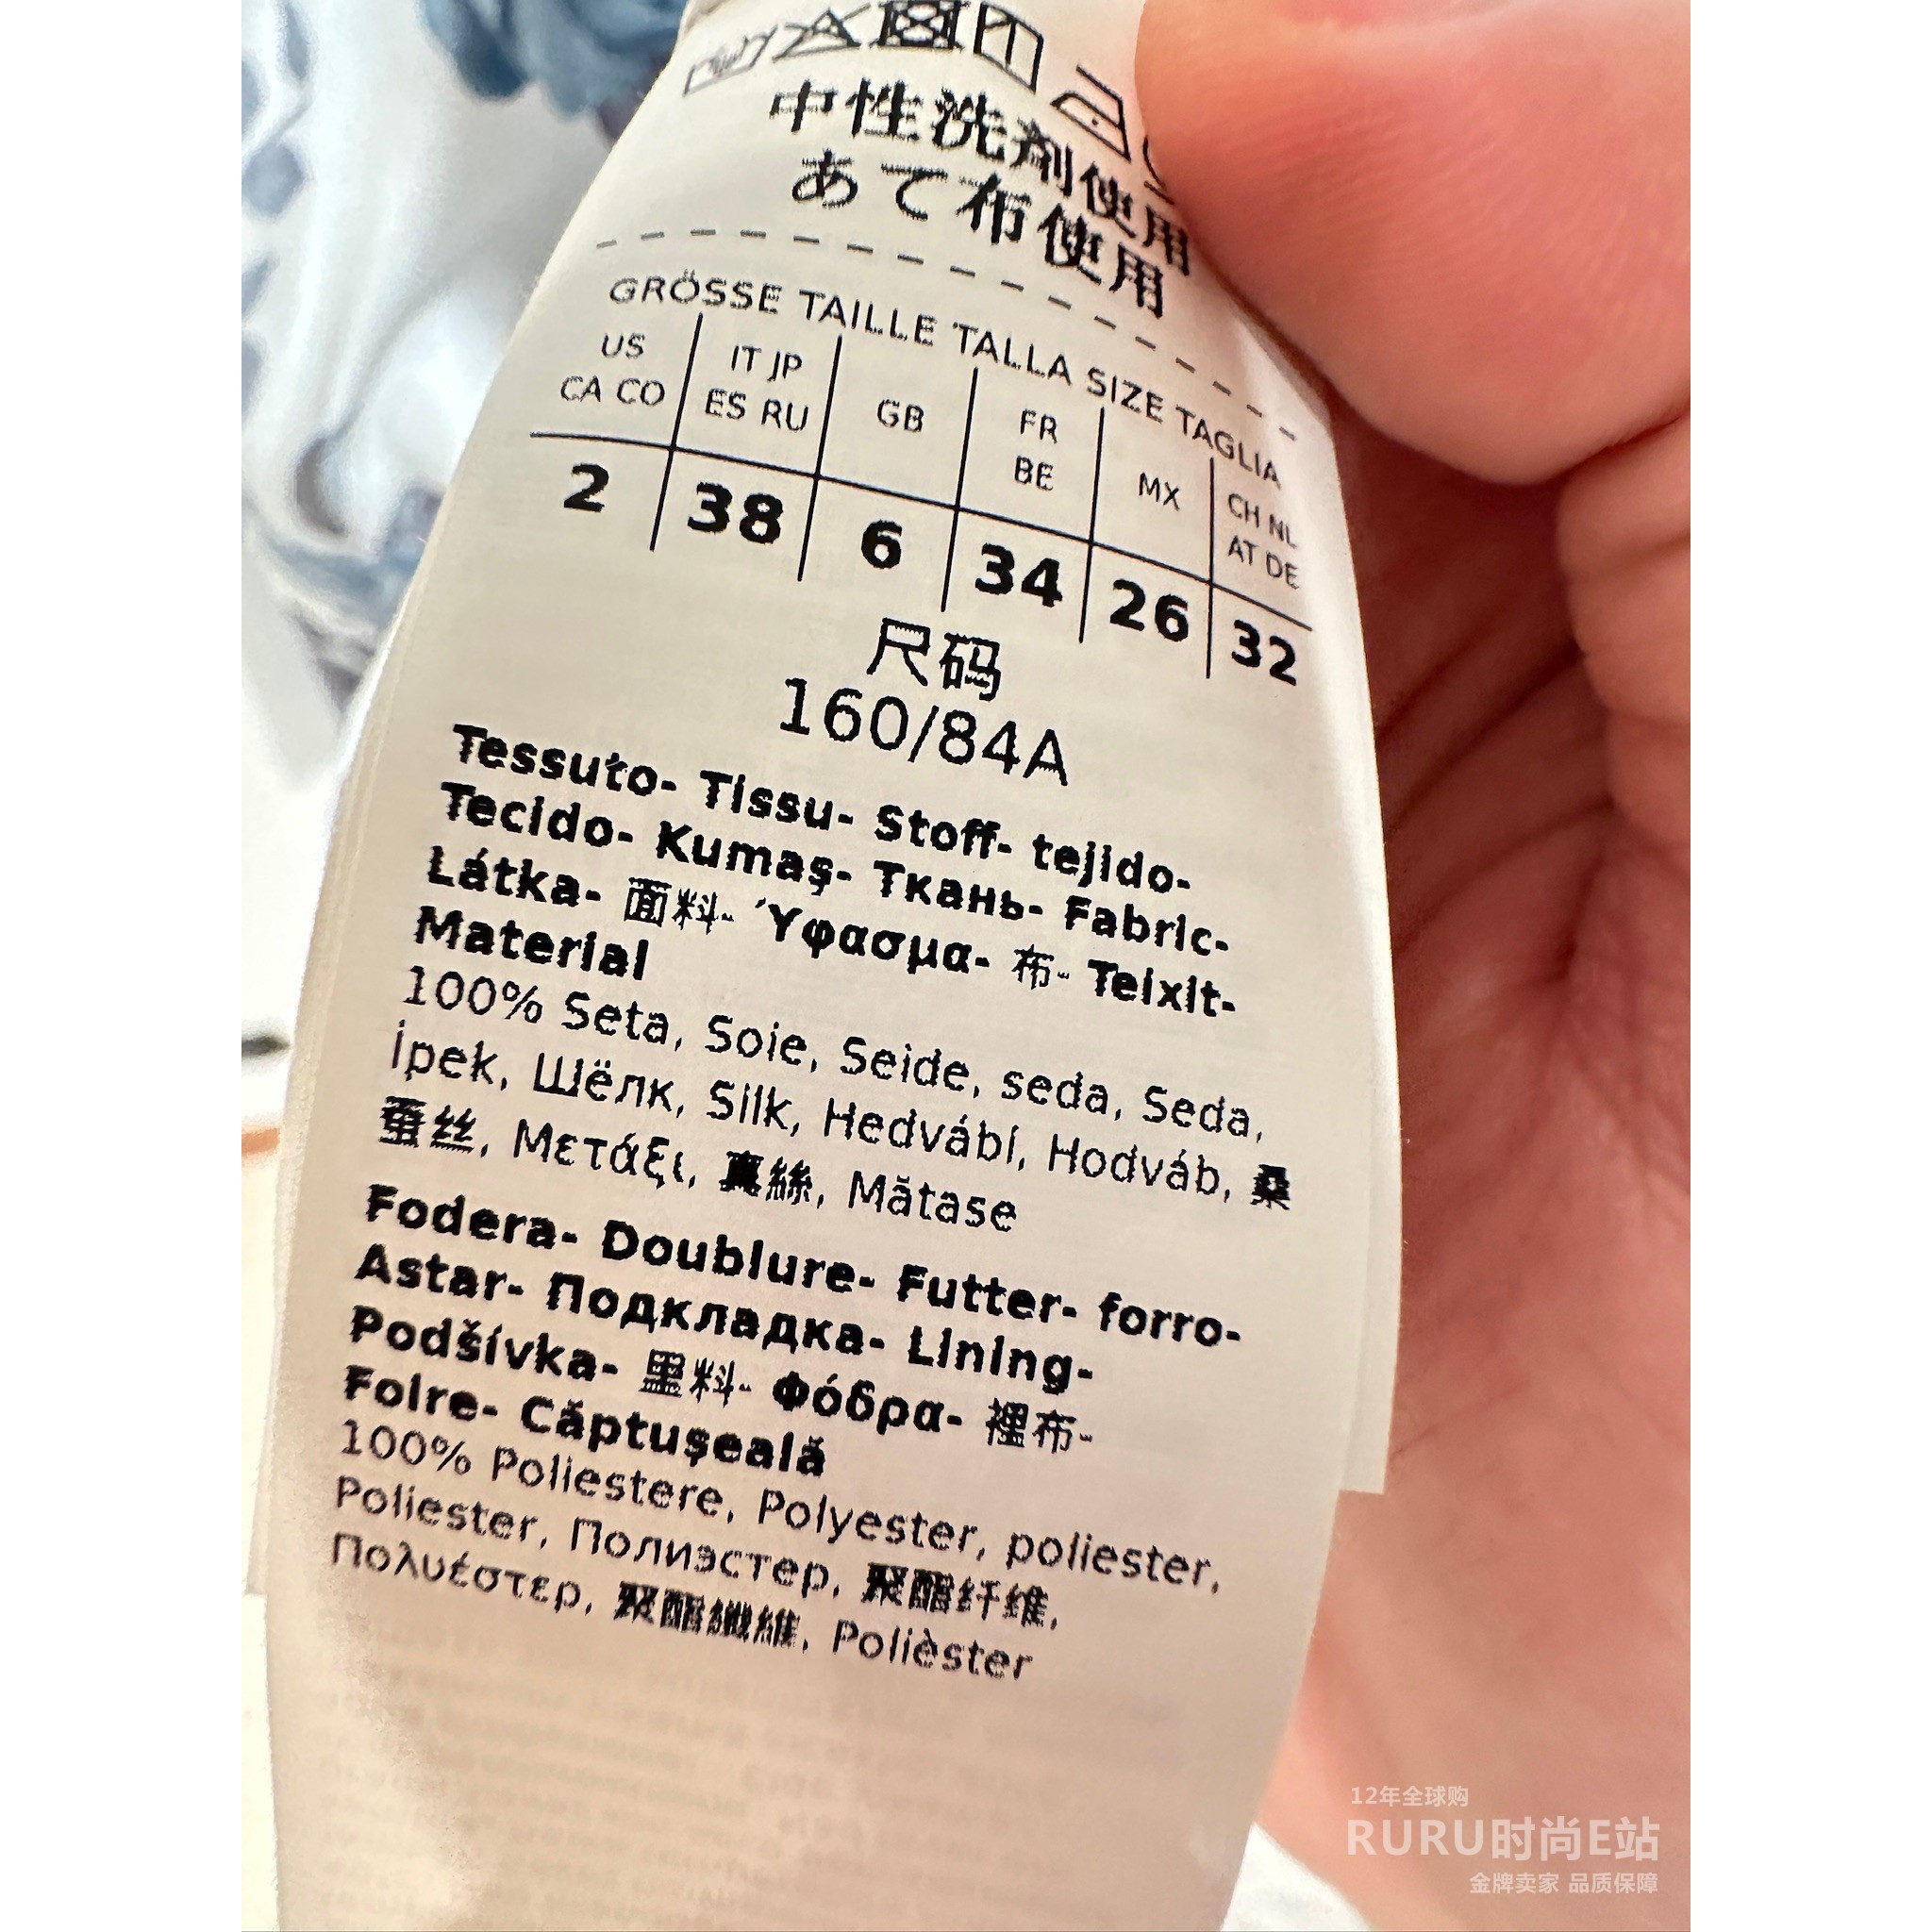 中性洗剤使用
あて布使用
GRÖSSE TAILLE TALLA SIZE TAGLIA
US CA CO
IT JP ES RU
GB
FR BE
MX
CH NL AT DE
2 38 6 34 26 32
尺码
160/84A
Tessuto- Tissu- Stoff- tejido-
Tecido- Kumaş- Ткань- Fabric-
Látka- 面料- Ύφασμα- 布- Teixit-
Material
100% Seta, Soie, Seide, seda, Seda,
İpek, Шёлк, Silk, Hedvábí, Hodváb, 桑
蚕丝, Μετάξι, 真絲, Mătase
Fodera- Doublure- Futter- forro-
Astar- Подкладка- Lining-
Podšívka- 里料- Φόδρα- 裡布-
Folre- Căptuşeală
100% Poliestere, Polyester, poliester,
Poliester, Полиэстер, 聚酯纤维,
Πολυέστερ, 聚酯纖維, Polièster
12年全球购
RURU时尚E站
金牌卖家 品质保障